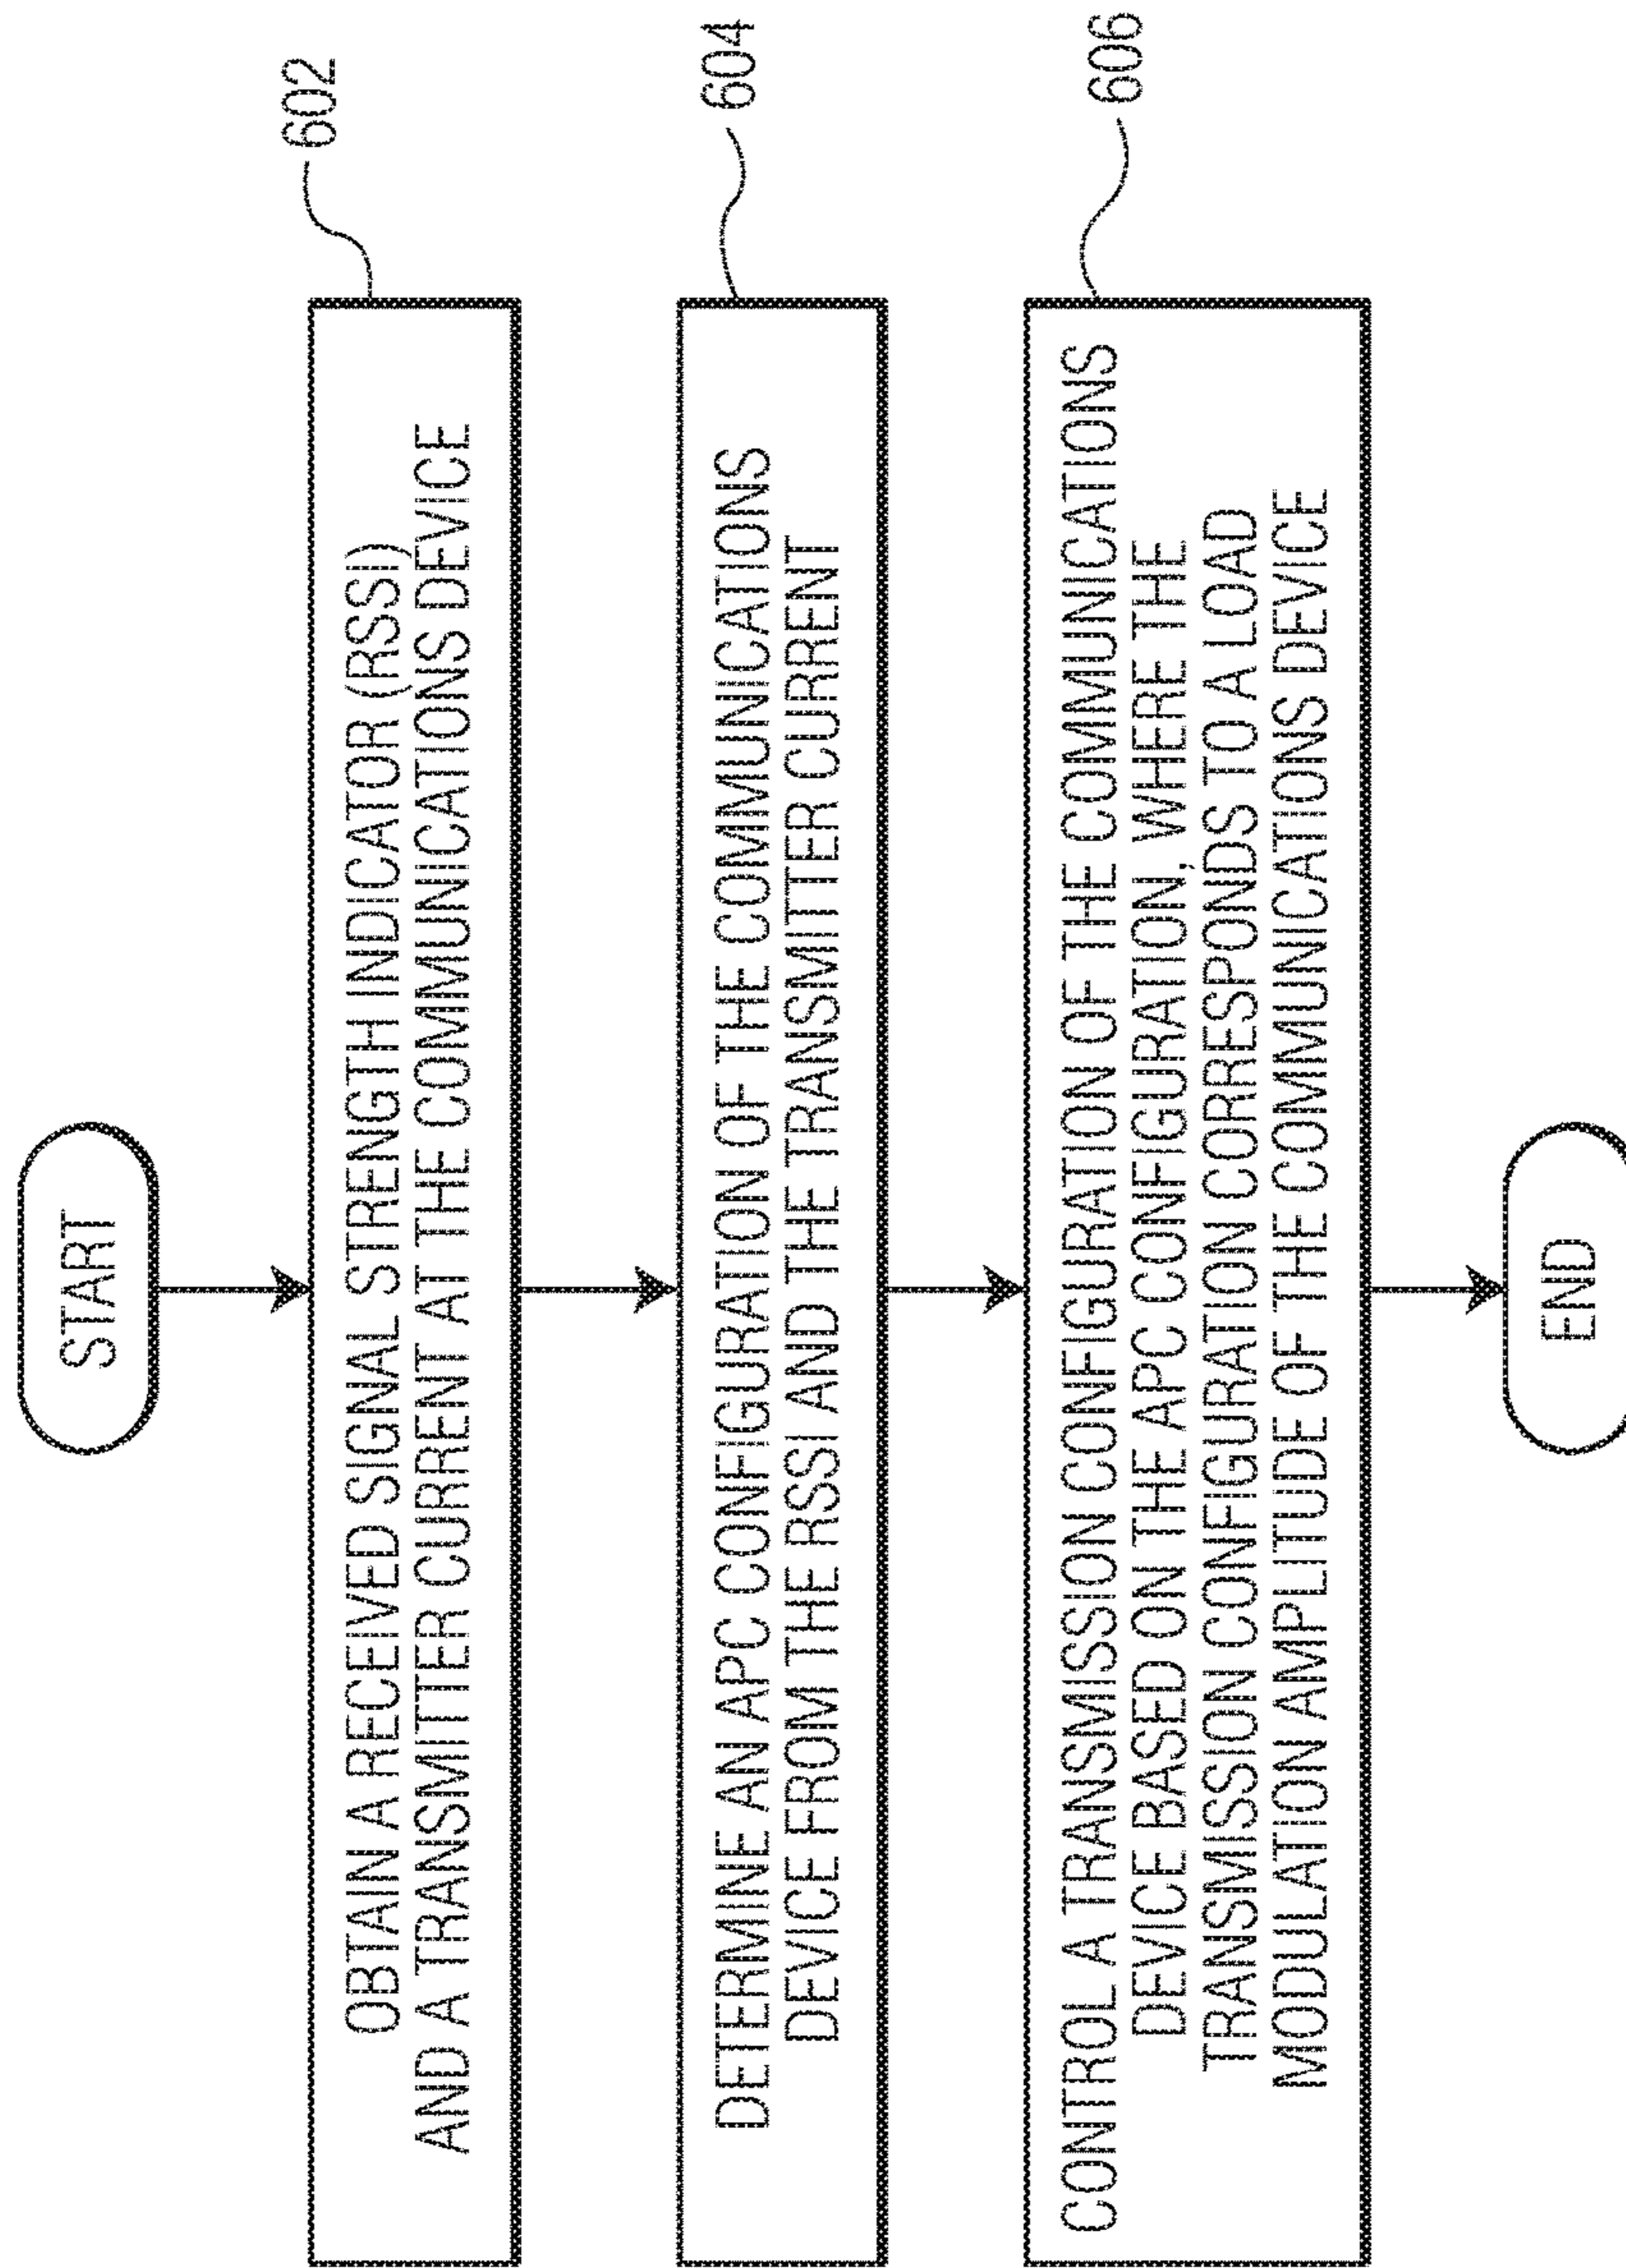 START
602
OBTAIN A RECEIVED SIGNAL STRENGTH INDICATOR (RSSI)
AND A TRANSMITTER CURRENT AT THE COMMUNICATIONS DEVICE
604
DETERMINE AN APC CONFIGURATION OF THE COMMUNICATIONS
DEVICE FROM THE RSSI AND THE TRANSMITTER CURRENT
606
CONTROL A TRANSMISSION CONFIGURATION OF THE COMMUNICATIONS
DEVICE BASED ON THE APC CONFIGURATION, WHERE THE
TRANSMISSION CONFIGURATION CORRESPONDS TO A LOAD
MODULATION AMPLITUDE OF THE COMMUNICATIONS DEVICE
END